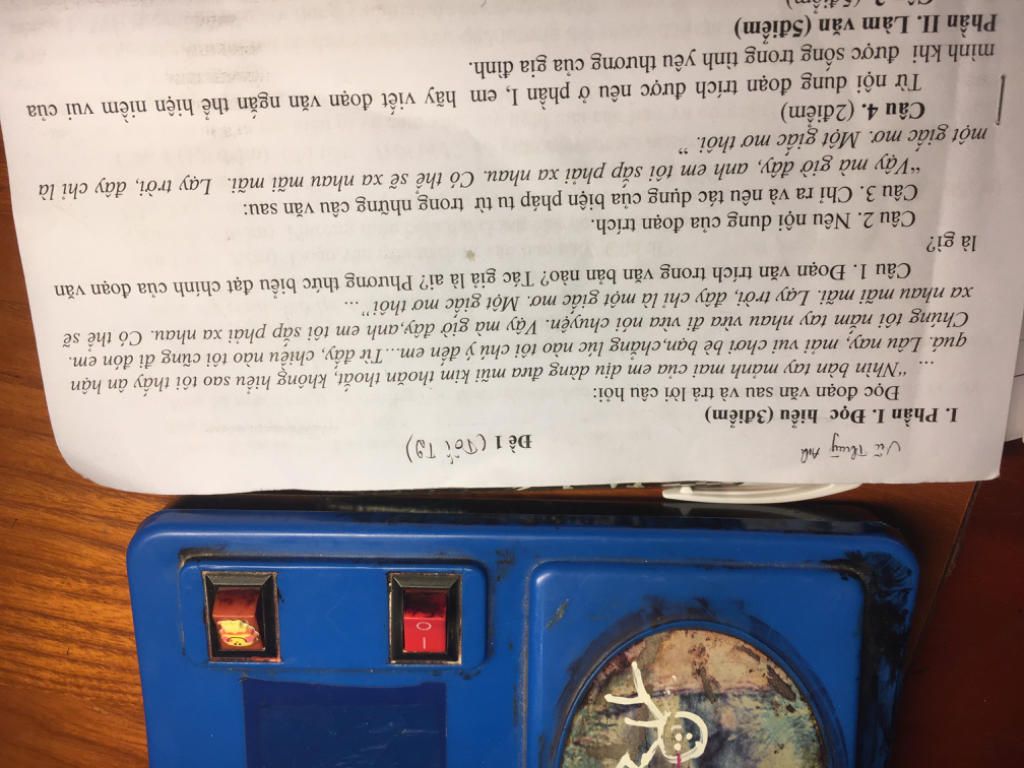 Vũ Thuỳ Anh
Đề 1 (Tối T9)
I. Phần I. Đọc hiểu (3điểm)
Đọc đoạn văn sau và trả lời câu hỏi:
... "Nhìn bàn tay mảnh mai của em dịu dàng đưa mũi kim thoăn thoắt, không hiểu sao tôi thấy ân hận
quá. Lâu nay, mải vui chơi bè bạn,chẳng lúc nào tôi chú ý đến em...Từ đấy, chiều nào tôi cũng đi đón em.
Chúng tôi nắm tay nhau vừa đi vừa nói chuyện. Vậy mà giờ đây,anh em tôi sắp phải xa nhau. Có thể sẽ
xa nhau mãi mãi. Lạy trời, đây chỉ là một giấc mơ. Một giấc mơ thôi"...
Câu 1. Đoạn văn trích trong văn bản nào? Tác giả là ai? Phương thức biểu đạt chính của đoạn văn
là gì?
Câu 2. Nêu nội dung của đoạn trích.
Câu 3. Chỉ ra và nêu tác dụng của biện pháp tu từ trong những câu văn sau:
"Vậy mà giờ đây, anh em tôi sắp phải xa nhau. Có thể sẽ xa nhau mãi mãi. Lạy trời, đây chỉ là
một giấc mơ. Một giấc mơ thôi."
Câu 4. (2điểm)
Từ nội dung đoạn trích được nêu ở phần I, em hãy viết đoạn văn ngắn thể hiện niềm vui của
mình khi được sống trong tình yêu thương của gia đình.
Phần II. Làm văn (5điểm)